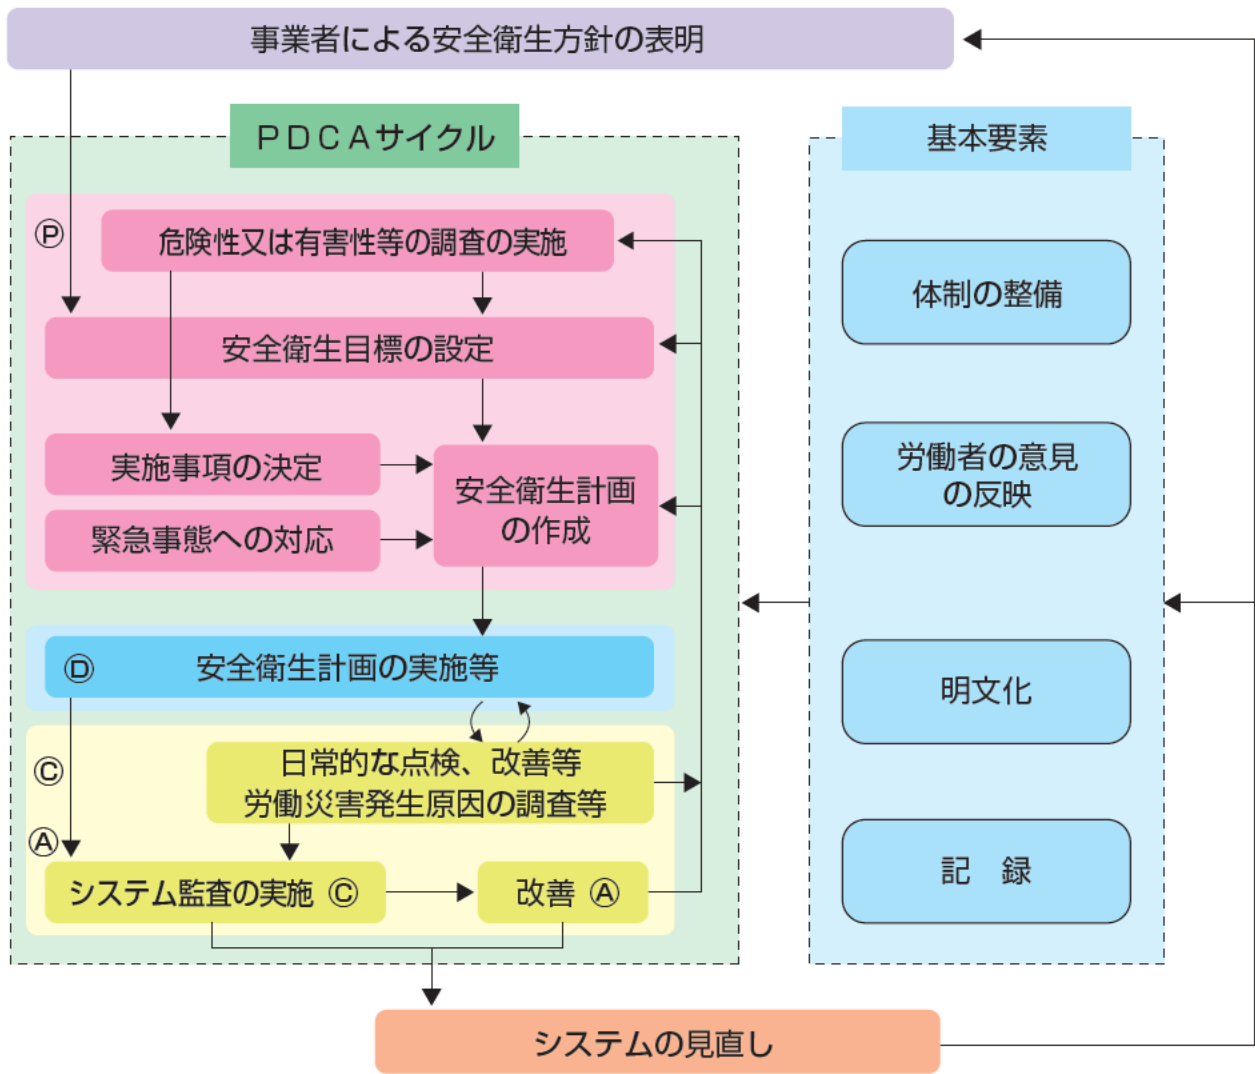 事業者による安全衛生方針の表明
ＰＤＣＡサイクル
Ⓟ
危険性又は有害性等の調査の実施
安全衛生目標の設定
実施事項の決定
緊急事態への対応
安全衛生計画
の作成
Ⓓ
安全衛生計画の実施等
Ⓒ
日常的な点検、改善等
労働災害発生原因の調査等
Ⓐ
システム監査の実施 Ⓒ
改善 Ⓐ
基本要素
体制の整備
労働者の意見
の反映
明文化
記　録
システムの見直し